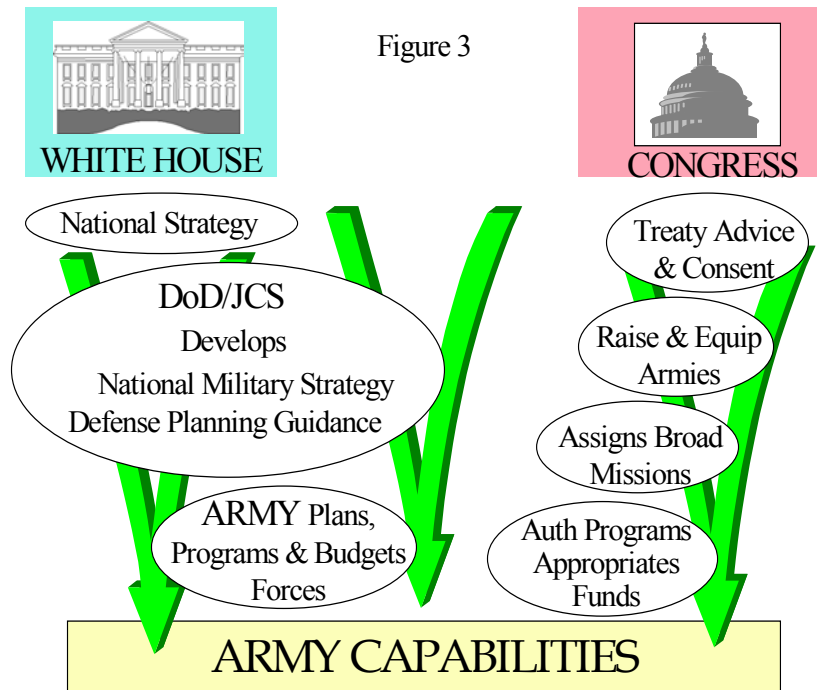 Figure 3
WHITE HOUSE
CONGRESS
National Strategy
DoD/JCS
Develops
National Military Strategy
Defense Planning Guidance
ARMY Plans,
Programs & Budgets
Forces
Treaty Advice
& Consent
Raise & Equip
Armies
Assigns Broad
Missions
Auth Programs
Appropriates
Funds
ARMY CAPABILITIES